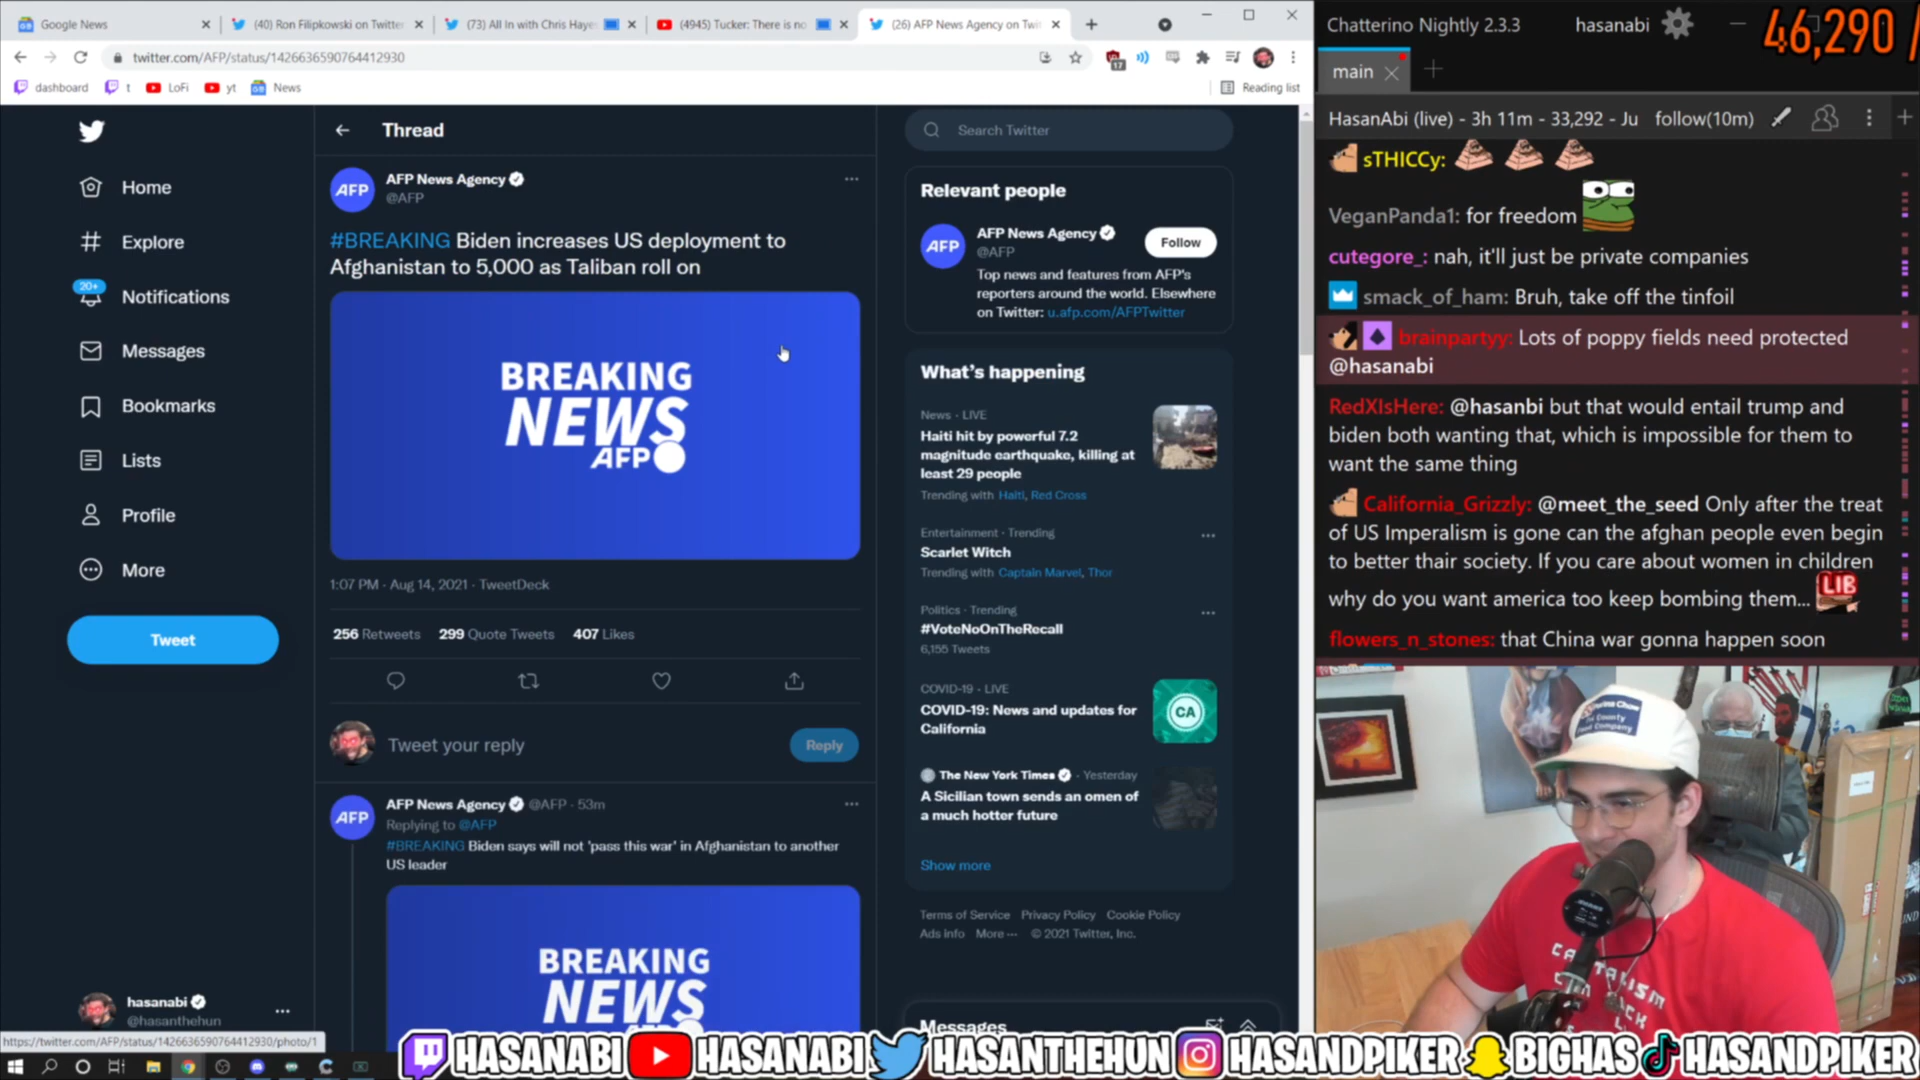 Google News
(40) Ron Filipkowski on Twitter
(73) All In with Chris Haye
(4945) Tucker: There is no
(26) AFP News Agency on Twi
twitter.com/AFP/status/1426636590764412930
17
dashboard
t
LoFi
yt
News
Reading list
Home
Explore
20+
Notifications
Messages
Bookmarks
Lists
Profile
More
Tweet
hasanabi
@hasanthehun
Thread
AFP
AFP News Agency
@AFP
#BREAKING Biden increases US deployment to
Afghanistan to 5,000 as Taliban roll on
BREAKING
NEWS
AFP
1:07 PM · Aug 14, 2021 · TweetDeck
256 Retweets 299 Quote Tweets 407 Likes
Tweet your reply
Reply
AFP
AFP News Agency @AFP · 53m
Replying to @AFP
#BREAKING Biden says will not 'pass this war' in Afghanistan to another
US leader
BREAKING
NEWS
Search Twitter
Relevant people
AFP
AFP News Agency
@AFP
Follow
Top news and features from AFP's
reporters around the world. Elsewhere
on Twitter: u.afp.com/AFPTwitter
What's happening
News · LIVE
Haiti hit by powerful 7.2
magnitude earthquake, killing at
least 29 people
Trending with Haiti, Red Cross
Entertainment · Trending
Scarlet Witch
Trending with Captain Marvel, Thor
Politics · Trending
#VoteNoOnTheRecall
6,155 Tweets
COVID-19 · LIVE
COVID-19: News and updates for
California
CA
The New York Times · Yesterday
A Sicilian town sends an omen of
a much hotter future
Show more
Terms of Service Privacy Policy Cookie Policy
Ads info More ··· © 2021 Twitter, Inc.
Messages
https://twitter.com/AFP/status/1426636590764412930/photo/1
Chatterino Nightly 2.3.3
hasanabi
46,290 /
main
HasanAbi (live) - 3h 11m - 33,292 - Ju
follow(10m)
sTHICCy:
VeganPanda1: for freedom
cutegore_: nah, it'll just be private companies
smack_of_ham: Bruh, take off the tinfoil
brainpartyy: Lots of poppy fields need protected
@hasanabi
RedXIsHere: @hasanbi but that would entail trump and
biden both wanting that, which is impossible for them to
want the same thing
California_Grizzly: @meet_the_seed Only after the treat
of US Imperalism is gone can the afghan people even begin
to better thair society. If you care about women in children
why do you want america too keep bombing them...
LIB
flowers_n_stones: that China war gonna happen soon
HASANABI
HASANABI
HASANTHEHUN
HASANDPIKER
BIGHAS
HASANDPIKER